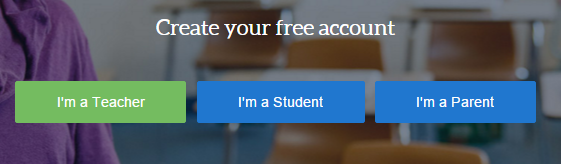 Create your free account
I'm a Teacher
I'm a Student
I'm a Parent